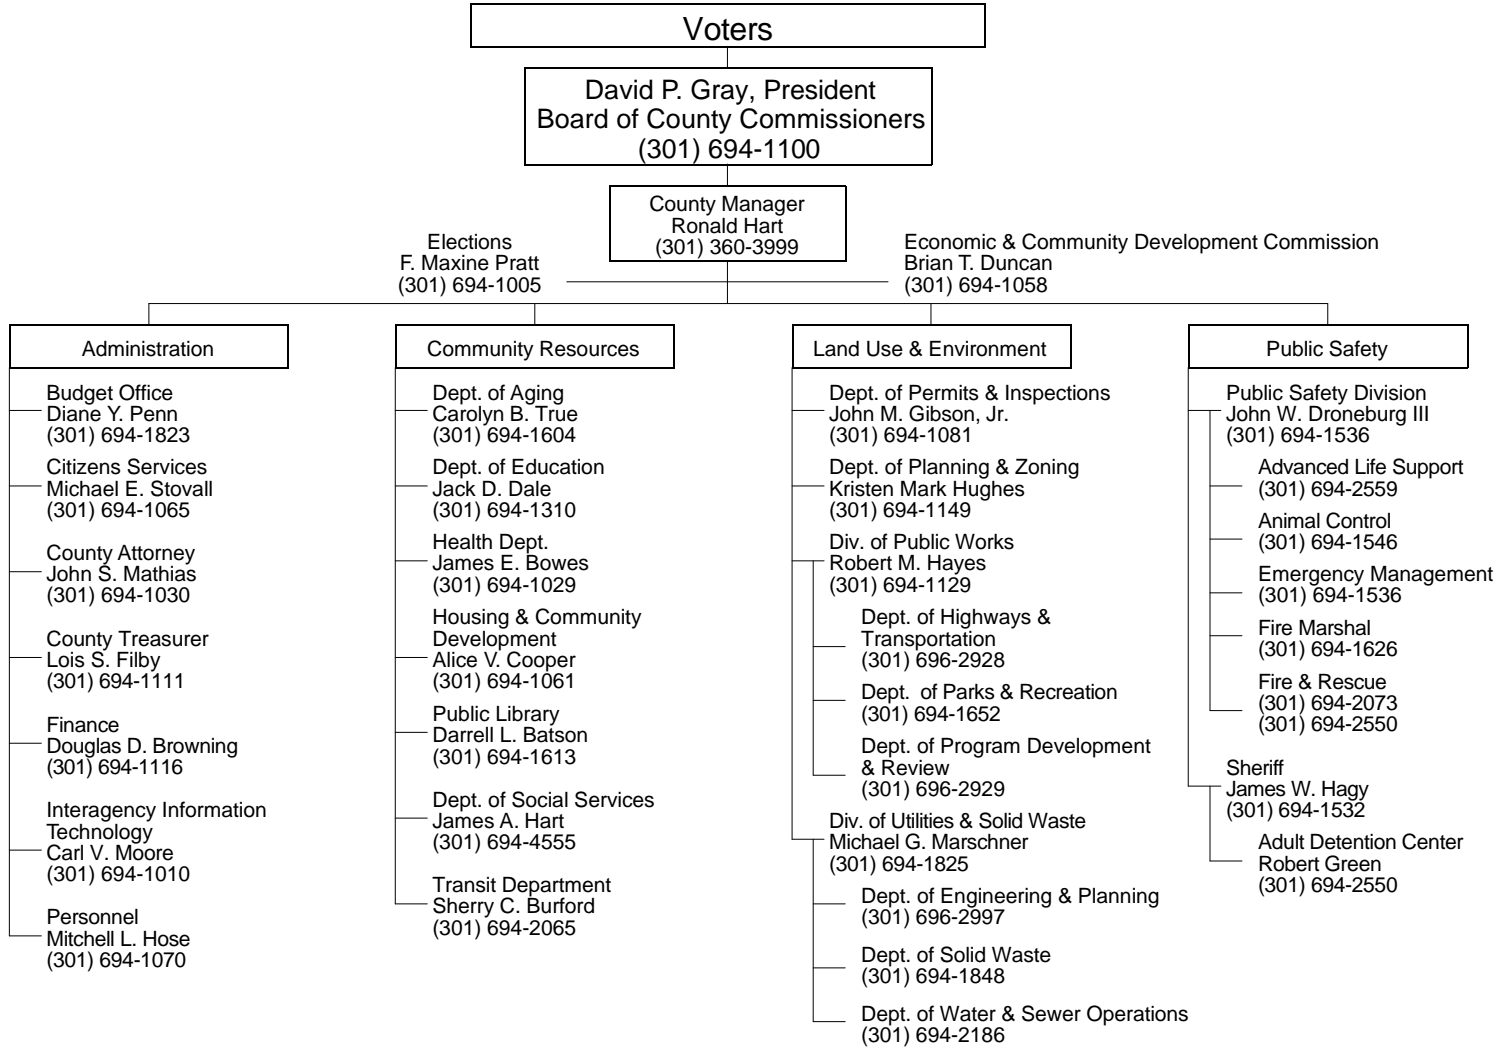 Voters
David P. Gray, President
Board of County Commissioners
(301) 694-1100
County Manager
Ronald Hart
(301) 360-3999
Elections
F. Maxine Pratt
(301) 694-1005
Economic & Community Development Commission
Brian T. Duncan
(301) 694-1058
Administration
Budget Office
Diane Y. Penn
(301) 694-1823
Citizens Services
Michael E. Stovall
(301) 694-1065
County Attorney
John S. Mathias
(301) 694-1030
County Treasurer
Lois S. Filby
(301) 694-1111
Finance
Douglas D. Browning
(301) 694-1116
Interagency Information
Technology
Carl V. Moore
(301) 694-1010
Personnel
Mitchell L. Hose
(301) 694-1070
Community Resources
Dept. of Aging
Carolyn B. True
(301) 694-1604
Dept. of Education
Jack D. Dale
(301) 694-1310
Health Dept.
James E. Bowes
(301) 694-1029
Housing & Community
Development
Alice V. Cooper
(301) 694-1061
Public Library
Darrell L. Batson
(301) 694-1613
Dept. of Social Services
James A. Hart
(301) 694-4555
Transit Department
Sherry C. Burford
(301) 694-2065
Land Use & Environment
Dept. of Permits & Inspections
John M. Gibson, Jr.
(301) 694-1081
Dept. of Planning & Zoning
Kristen Mark Hughes
(301) 694-1149
Div. of Public Works
Robert M. Hayes
(301) 694-1129
Dept. of Highways &
Transportation
(301) 696-2928
Dept. of Parks & Recreation
(301) 694-1652
Dept. of Program Development
& Review
(301) 696-2929
Div. of Utilities & Solid Waste
Michael G. Marschner
(301) 694-1825
Dept. of Engineering & Planning
(301) 696-2997
Dept. of Solid Waste
(301) 694-1848
Dept. of Water & Sewer Operations
(301) 694-2186
Public Safety
Public Safety Division
John W. Droneburg III
(301) 694-1536
Advanced Life Support
(301) 694-2559
Animal Control
(301) 694-1546
Emergency Management
(301) 694-1536
Fire Marshal
(301) 694-1626
Fire & Rescue
(301) 694-2073
(301) 694-2550
Sheriff
James W. Hagy
(301) 694-1532
Adult Detention Center
Robert Green
(301) 694-2550